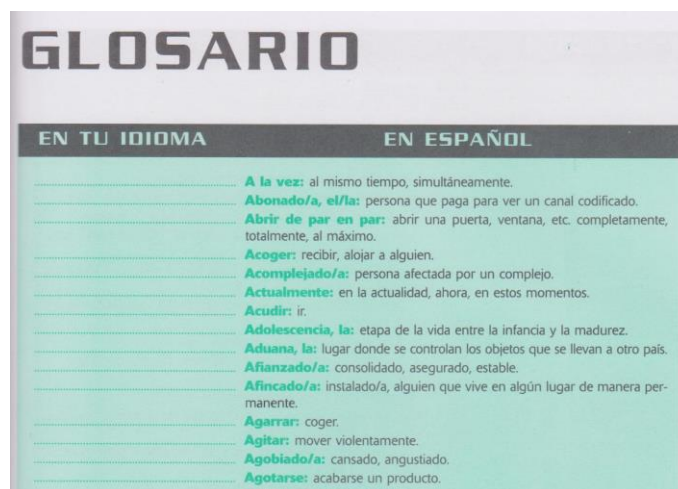 GLOSARIO
EN TU IDIOMA EN ESPAÑOL
A la vez: al mismo tiempo, simultáneamente.
Abonado/a, el/la: persona que paga para ver un canal codificado.
Abrir de par en par: abrir una puerta, ventana, etc. completamente,
totalmente, al máximo.
Acoger: recibir, alojar a alguien.
Acomplejado/a: persona afectada por un complejo.
Actualmente: en la actualidad, ahora, en estos momentos.
Acudir: ir.
Adolescencia, la: etapa de la vida entre la infancia y la madurez.
Aduana, la: lugar donde se controlan los objetos que se llevan a otro país.
Afianzado/a: consolidado, asegurado, estable.
Afincado/a: instalado/a, alguien que vive en algún lugar de manera per-
manente.
Agarrar: coger.
Agitar: mover violentamente.
Agobiado/a: cansado, angustiado.
Agotarse: acabarse un producto.